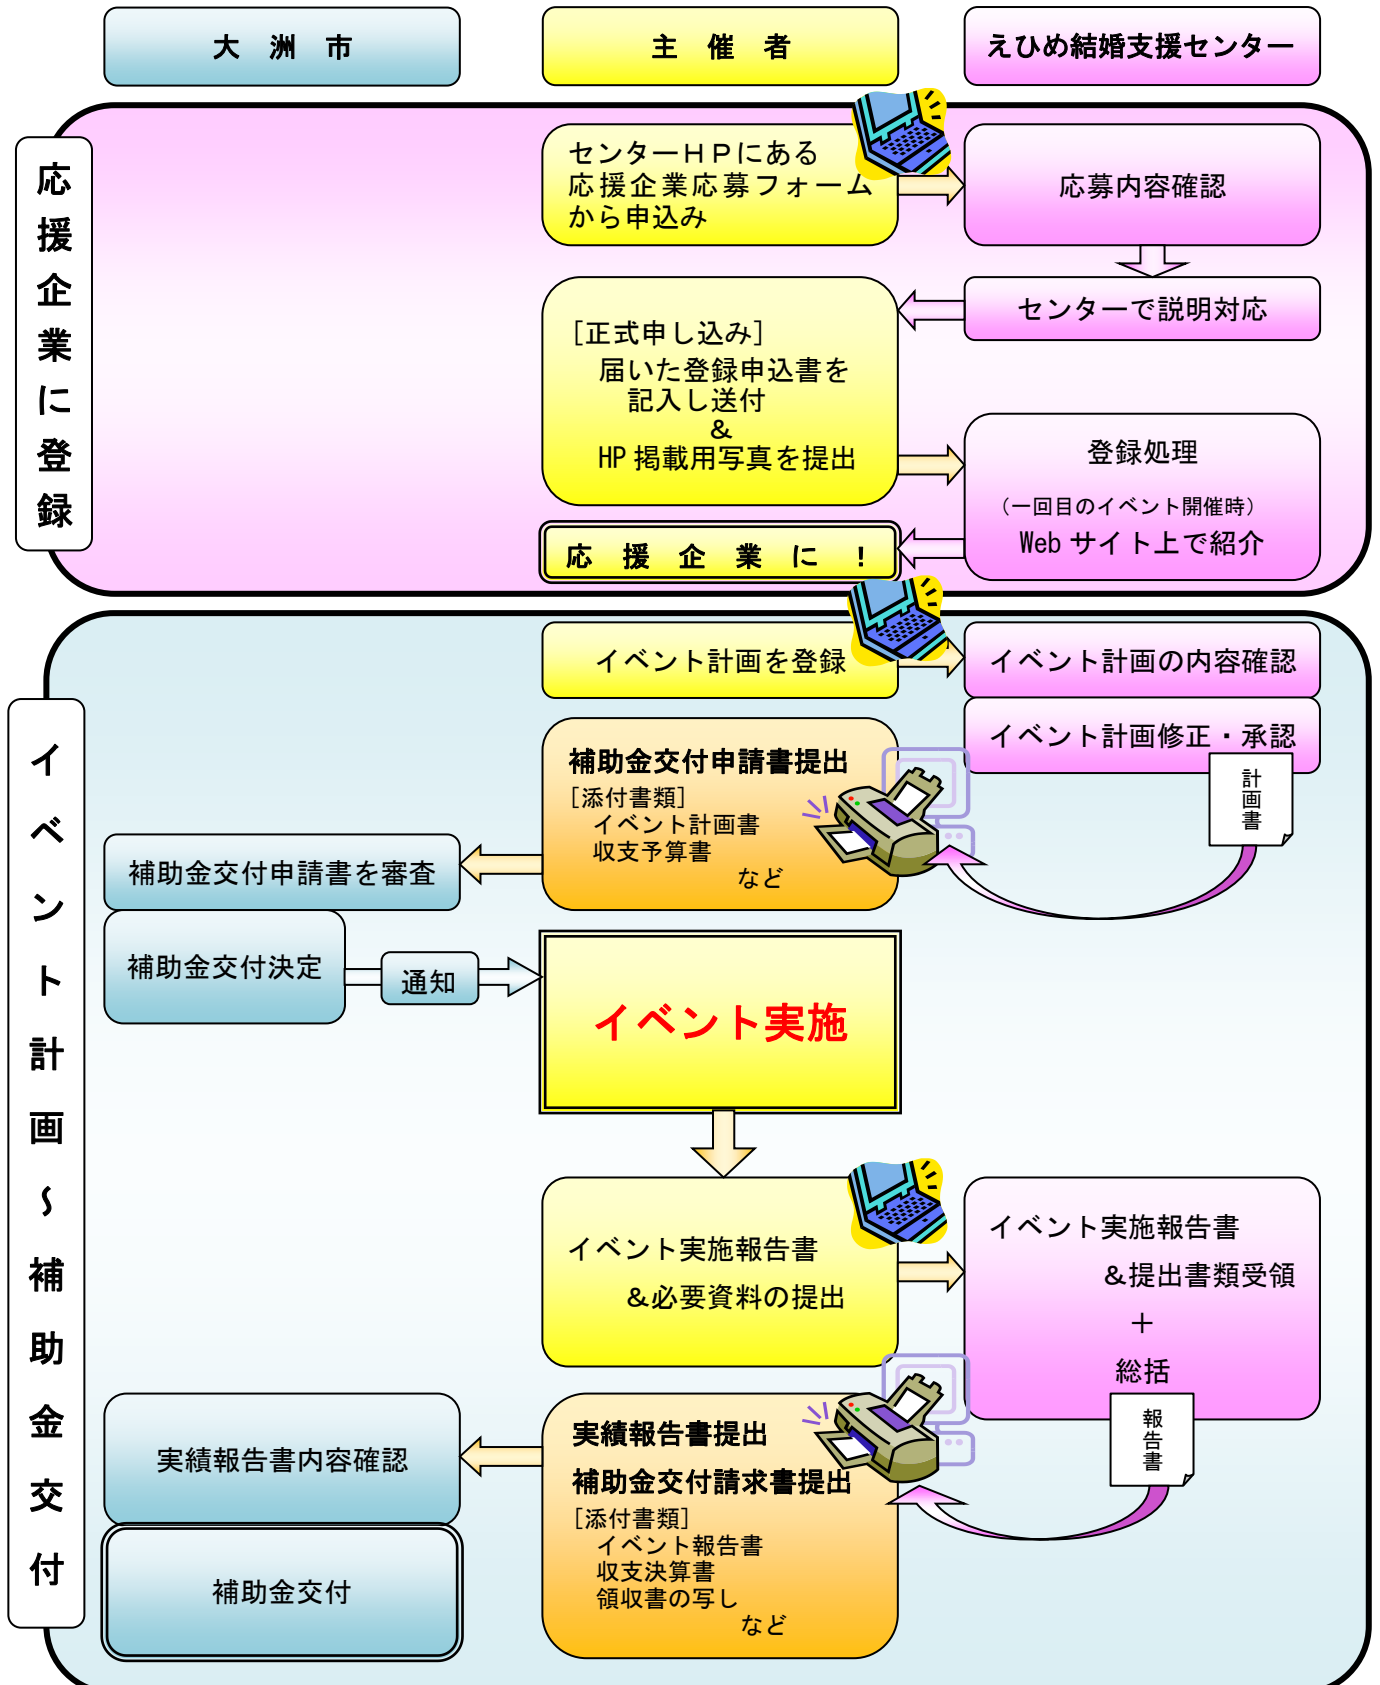 大　洲　市
主　催　者
えひめ結婚支援センター
応援企業に登録
センターＨＰにある
応援企業応募フォーム
から申込み
応募内容確認
センターで説明対応
［正式申し込み］
届いた登録申込書を
記入し送付
＆
HP掲載用写真を提出
登録処理
（一回目のイベント開催時）
Webサイト上で紹介
応　援　企　業　に　！
イベント計画～補助金交付
イベント計画を登録
イベント計画の内容確認
イベント計画修正・承認
計画書
補助金交付申請書提出
［添付書類］
イベント計画書
収支予算書
など
補助金交付申請書を審査
補助金交付決定
通知
イベント実施
イベント実施報告書
＆必要資料の提出
イベント実施報告書
＆提出書類受領
＋
総括
報告書
実績報告書提出
補助金交付請求書提出
［添付書類］
イベント報告書
収支決算書
領収書の写し
など
実績報告書内容確認
補助金交付